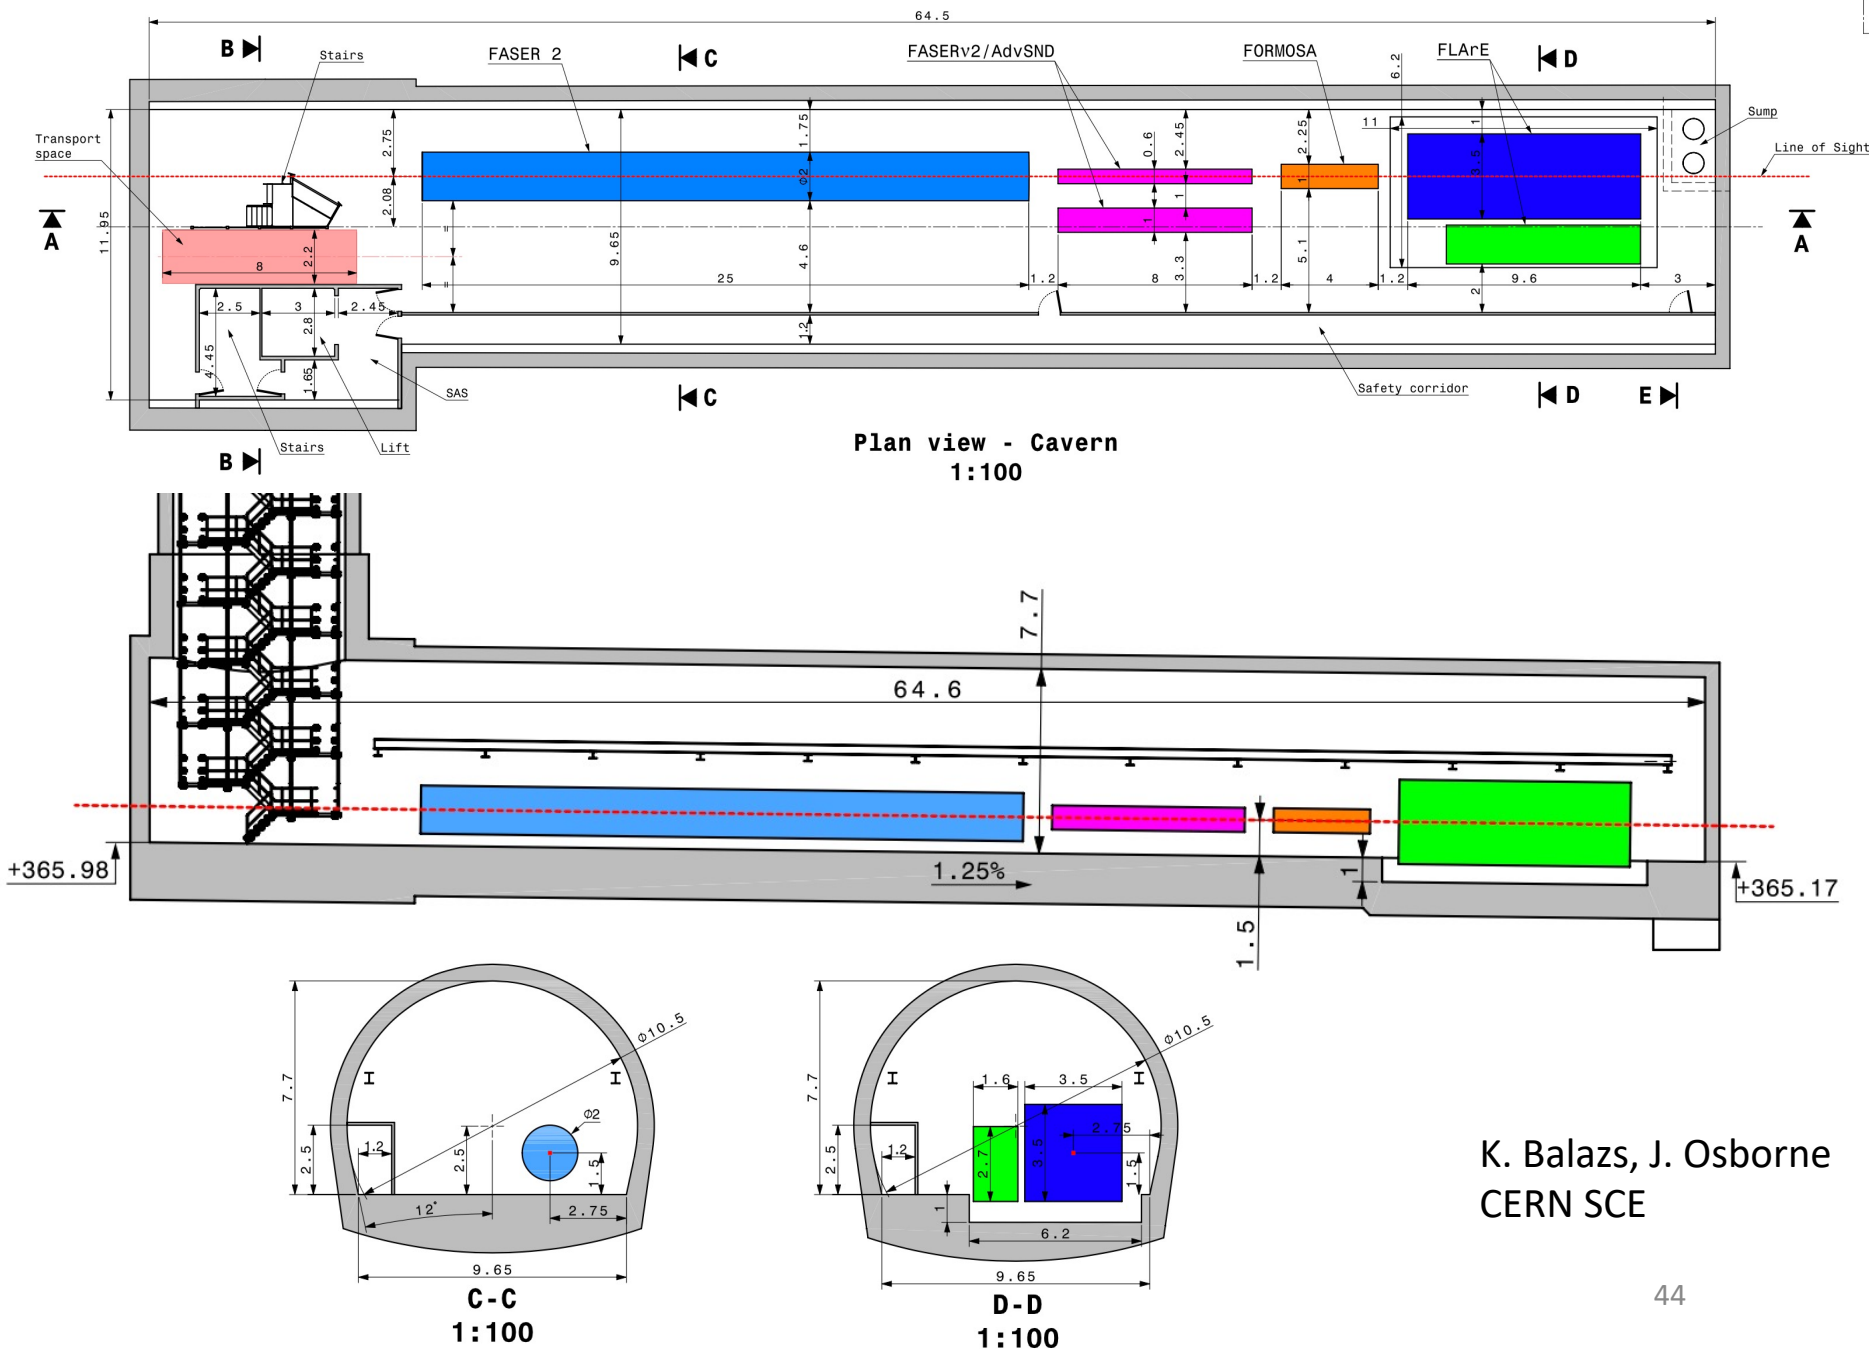 64.5
B
Stairs
FASER 2
C
FASERν2/AdvSND
FORMOSA
FLArE
D
6.2
Sump
Transport
space
2.75
1.75
0.6
2.45
2.25
11
1
3.5
Line of Sight
Φ2
1
1
2.08
A
11.95
2.2
8
9.65
4.6
=
=
1
3.3
5.1
A
25
1.2
8
1.2
4
1.2
9.6
2
3
2.5
3
2.45
2.8
4.45
1.65
1.2
SAS
Safety corridor
C
D
E
Stairs
Lift
B
Plan view - Cavern
1:100
7.7
64.6
+365.98
1.25%
1
1.5
+365.17
7.7
2.5
1.2
2.5
Φ2
1.5
Φ10.5
12°
2.75
9.65
C-C
1:100
7.7
2.5
1.2
1.6
3.5
2.7
3.5
2.75
1.5
Φ10.5
1
6.2
9.65
D-D
1:100
K. Balazs, J. Osborne
CERN SCE
44